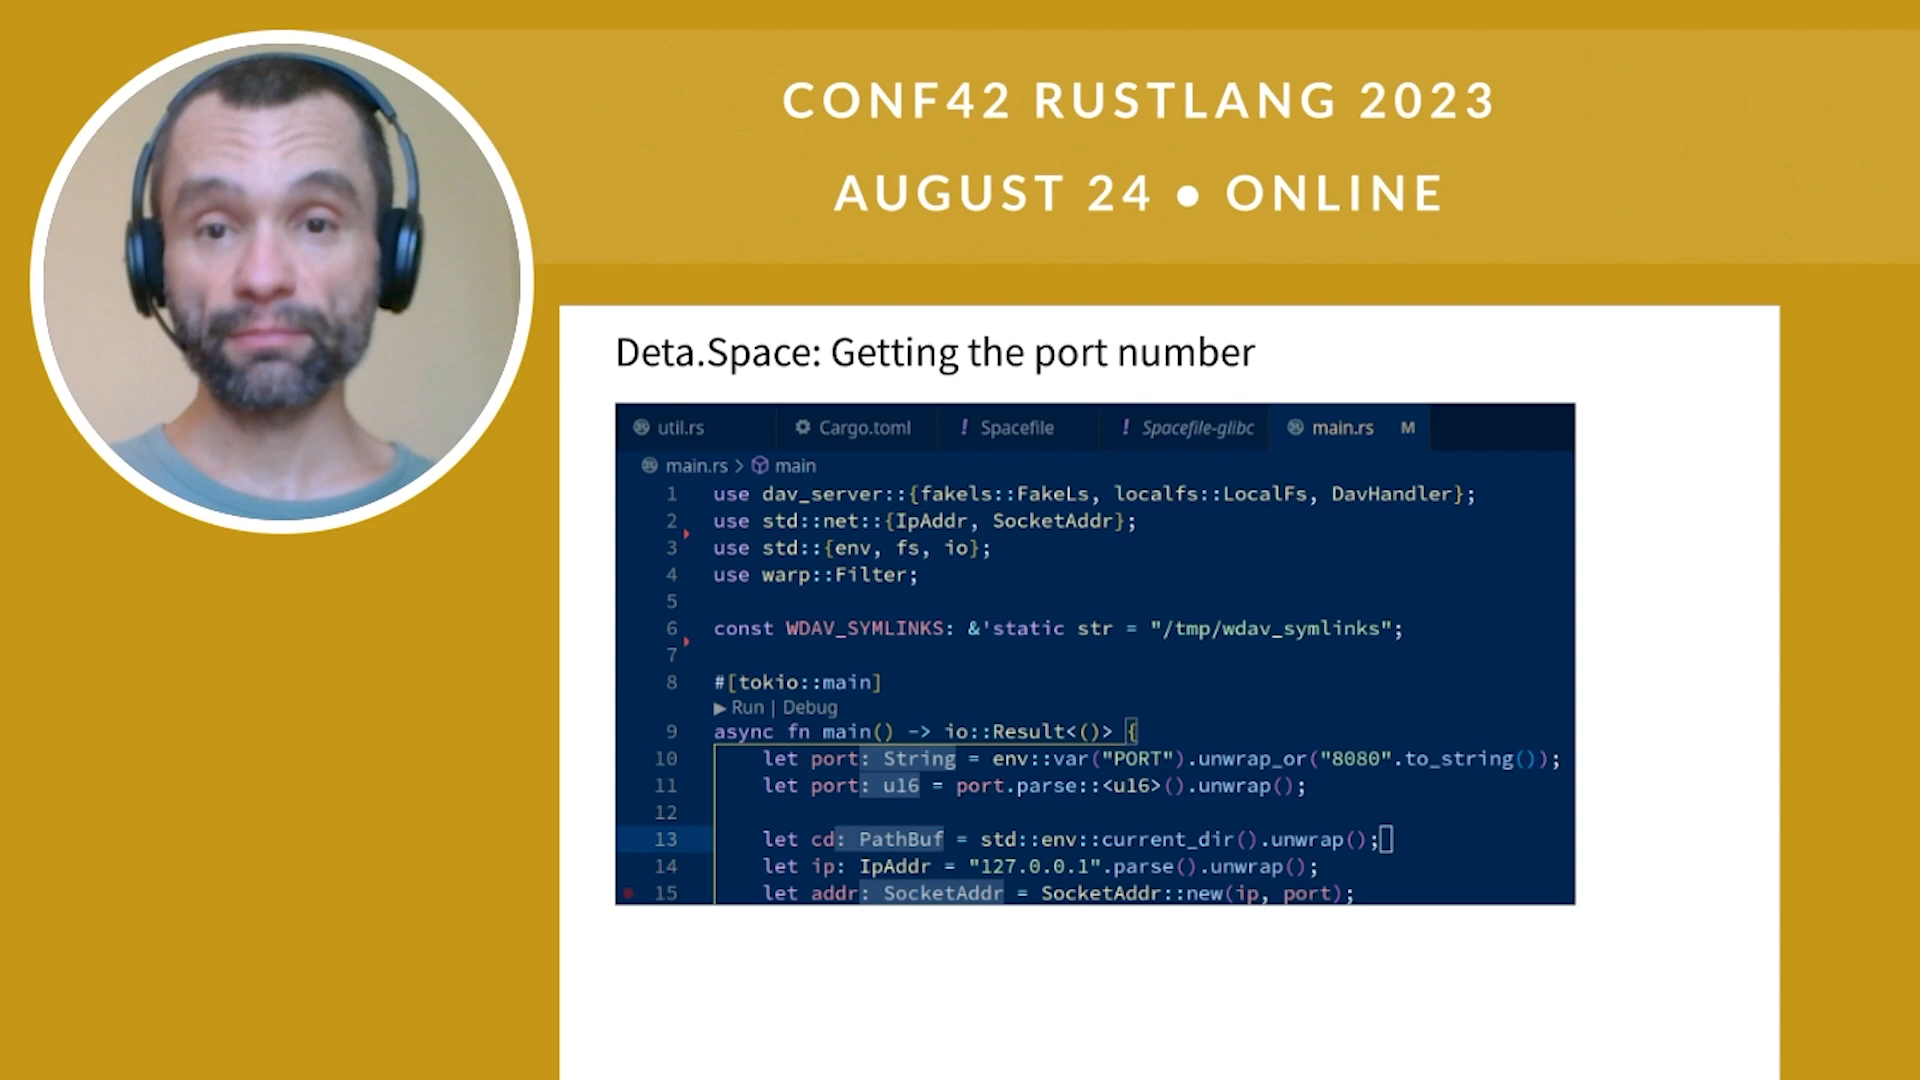 CONF42 RUSTLANG 2023
AUGUST 24 ● ONLINE
Deta.Space: Getting the port number
util.rs Cargo.toml ! Spacefile ! Spacefile-glibc main.rs M
main.rs > main
1 use dav_server::{fakels::FakeLs, localfs::LocalFs, DavHandler};
2 use std::net::{IpAddr, SocketAddr};
3 use std::{env, fs, io};
4 use warp::Filter;
5
6 const WDAV_SYMLINKS: &'static str = "/tmp/wdav_symlinks";
7
8 #[tokio::main]
▶ Run | Debug
9 async fn main() -> io::Result<()> {
10 let port: String = env::var("PORT").unwrap_or("8080".to_string());
11 let port: u16 = port.parse::<u16>().unwrap();
12
13 let cd: PathBuf = std::env::current_dir().unwrap();
14 let ip: IpAddr = "127.0.0.1".parse().unwrap();
15 let addr: SocketAddr = SocketAddr::new(ip, port);